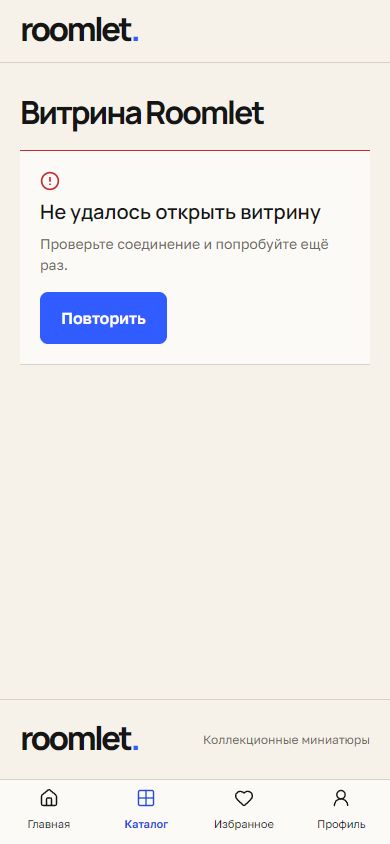 roomlet.
Витрина Roomlet
Не удалось открыть витрину
Проверьте соединение и попробуйте ещё
раз.
Повторить
roomlet.
Коллекционные миниатюры
Главная
Каталог
Избранное
Профиль